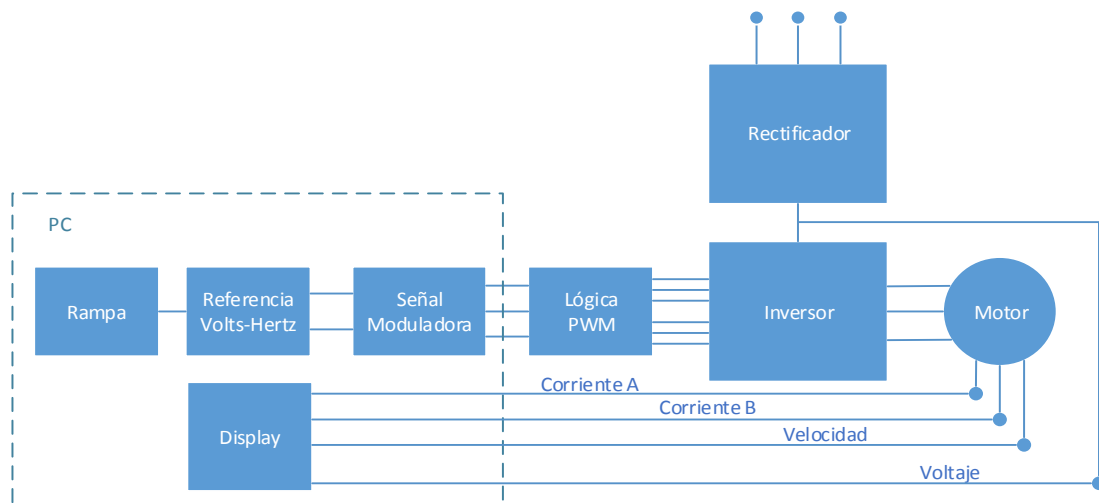 Rectificador
PC
Rampa
Referencia
Volts-Hertz
Señal
Moduladora
Lógica
PWM
Inversor
Motor
Display
Corriente A
Corriente B
Velocidad
Voltaje